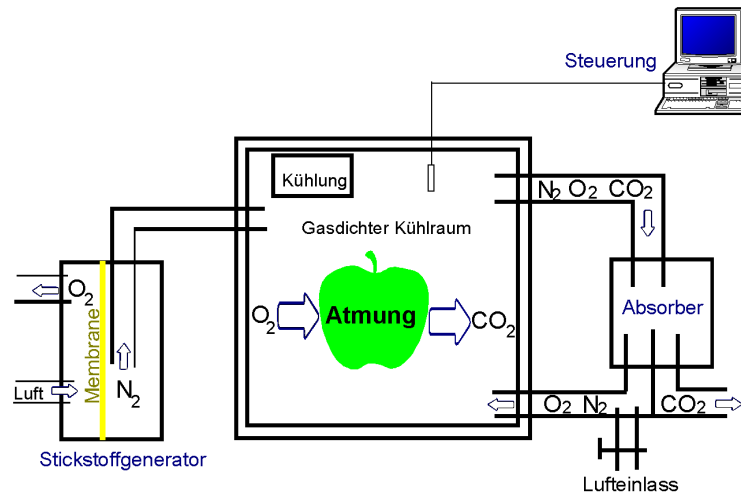 Steuerung
Kühlung
N2 O2 CO2
Gasdichter Kühlraum
O2
Membrane
Absorber
O2
Atmung
CO2
Luft
N2
O2 N2
CO2
Stickstoffgenerator
Lufteinlass